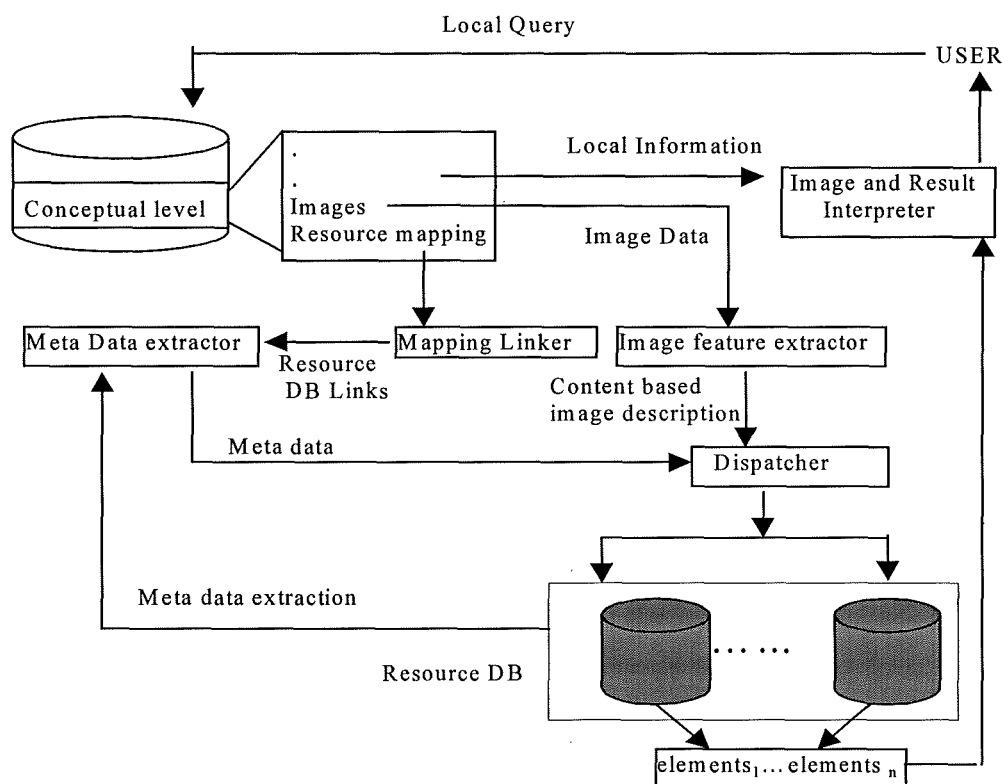 Local Query
USER
.
.
Local Information
Image and Result
Interpreter
Conceptual level
Images
Resource mapping
Image Data
Meta Data extractor
Mapping Linker
Image feature extractor
Resource
DB Links
Content based
image description
Meta data
Dispatcher
Meta data extraction
..... ...
Resource DB
elements₁... elements ₙ